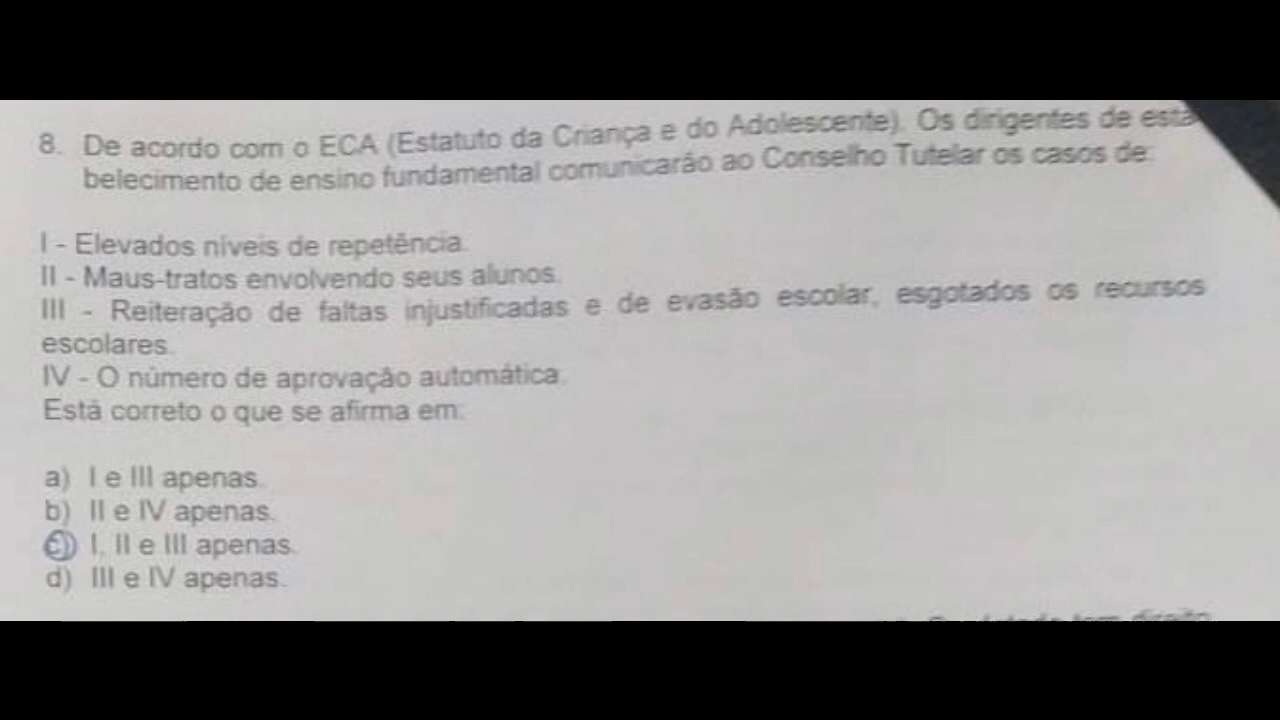 8. De acordo com o ECA (Estatuto da Criança e do Adolescente). Os dirigentes de esta-
belecimento de ensino fundamental comunicarão ao Conselho Tutelar os casos de:
I - Elevados níveis de repetência.
II - Maus-tratos envolvendo seus alunos.
III - Reiteração de faltas injustificadas e de evasão escolar, esgotados os recursos
escolares.
IV - O número de aprovação automática.
Está correto o que se afirma em:
a) I e III apenas.
b) II e IV apenas.
c) I, II e III apenas.
d) III e IV apenas.